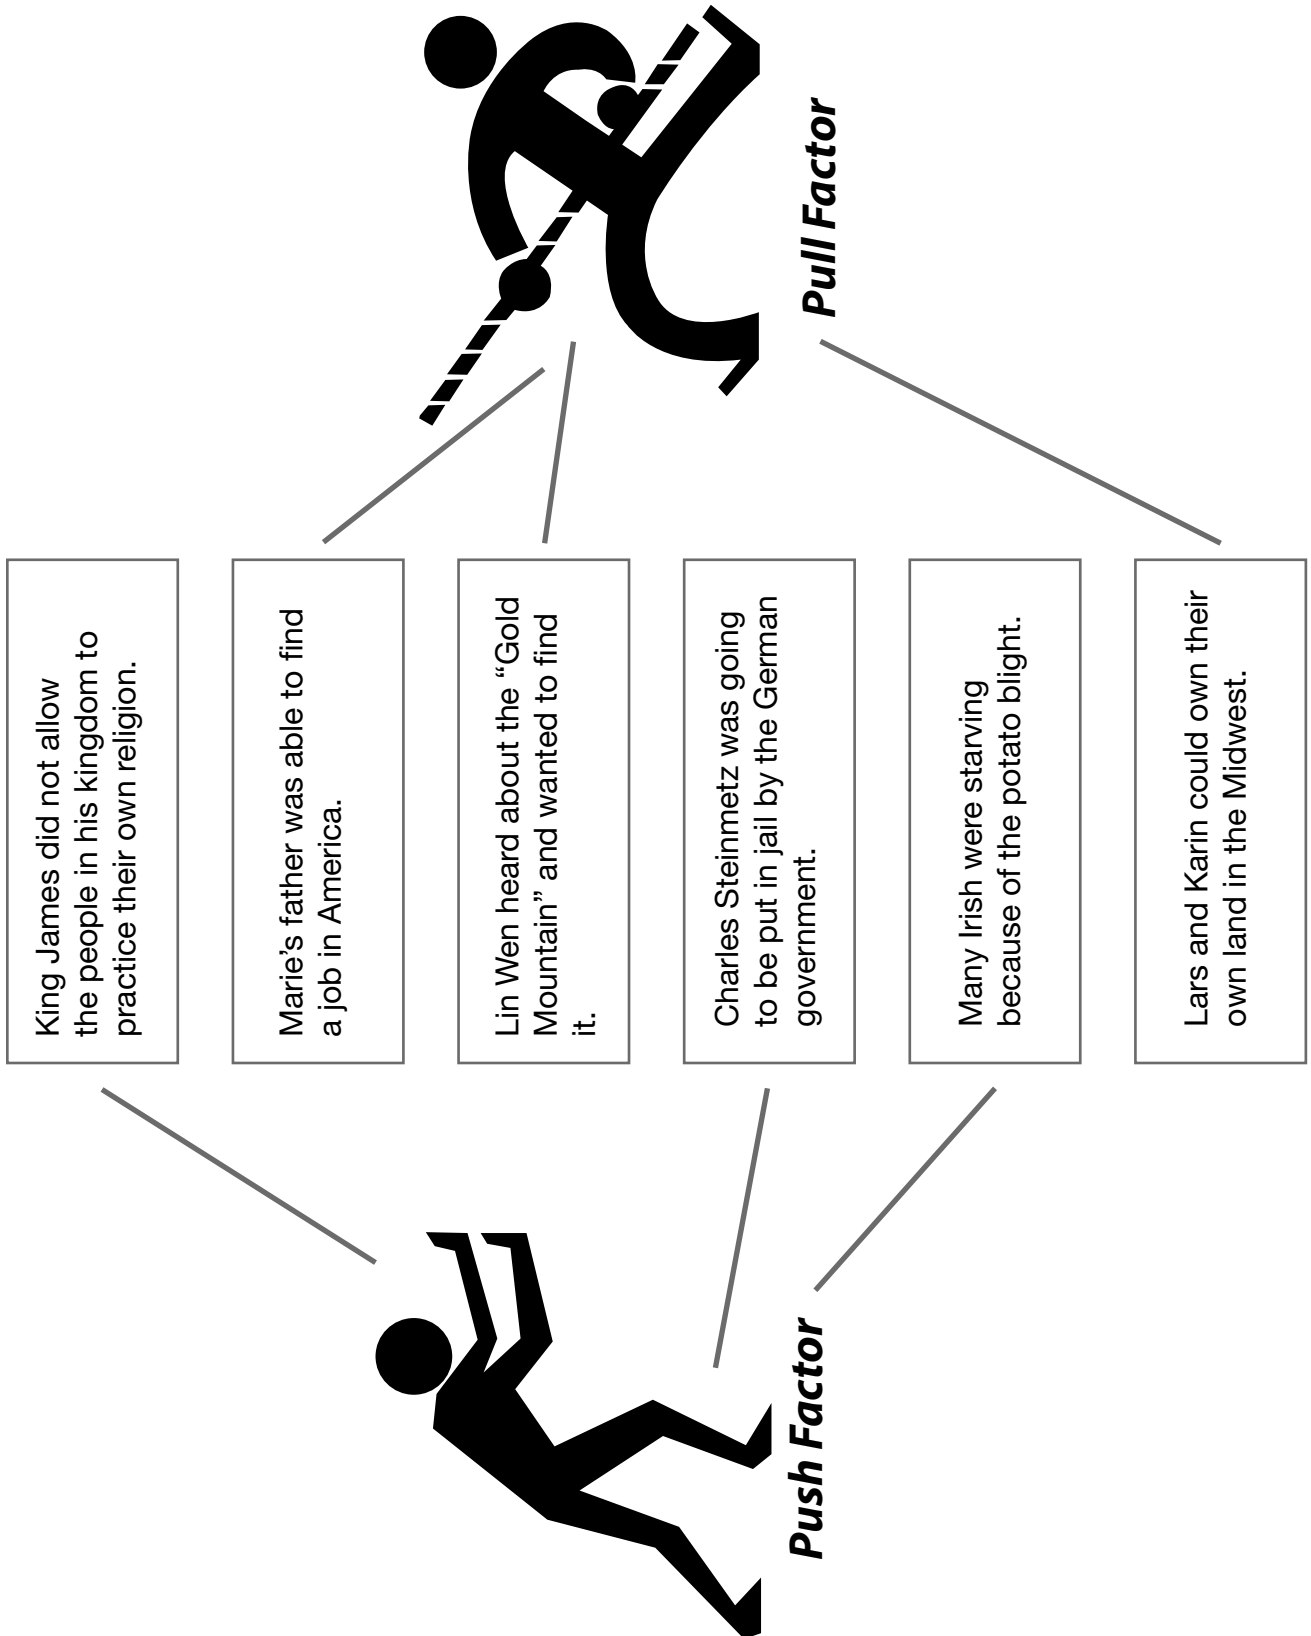 King James did not allow
the people in his kingdom to
practice their own religion.
Marie’s father was able to find
a job in America.
Lin Wen heard about the “Gold
Mountain” and wanted to find
it.
Charles Steinmetz was going
to be put in jail by the German
government.
Many Irish were starving
because of the potato blight.
Lars and Karin could own their
own land in the Midwest.
Push Factor
Pull Factor